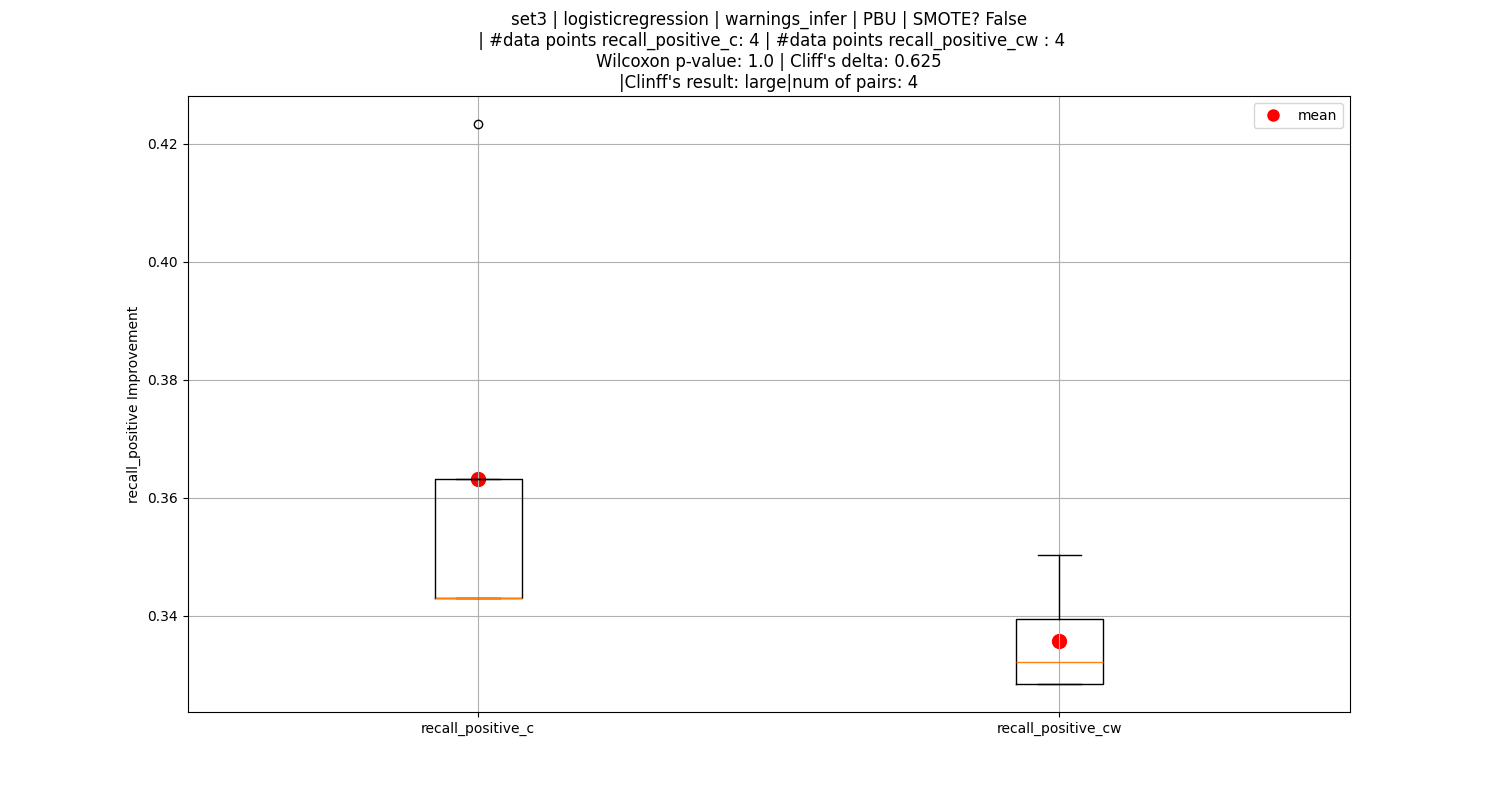 set3 | logisticregression | warnings_infer | PBU | SMOTE? False
| #data points recall_positive_c: 4 | #data points recall_positive_cw : 4
Wilcoxon p-value: 1.0 | Cliff's delta: 0.625
|Clinff's result: large|num of pairs: 4
mean
0.42
0.40
0.38
0.36
0.34
recall_positive Improvement
recall_positive_c
recall_positive_cw